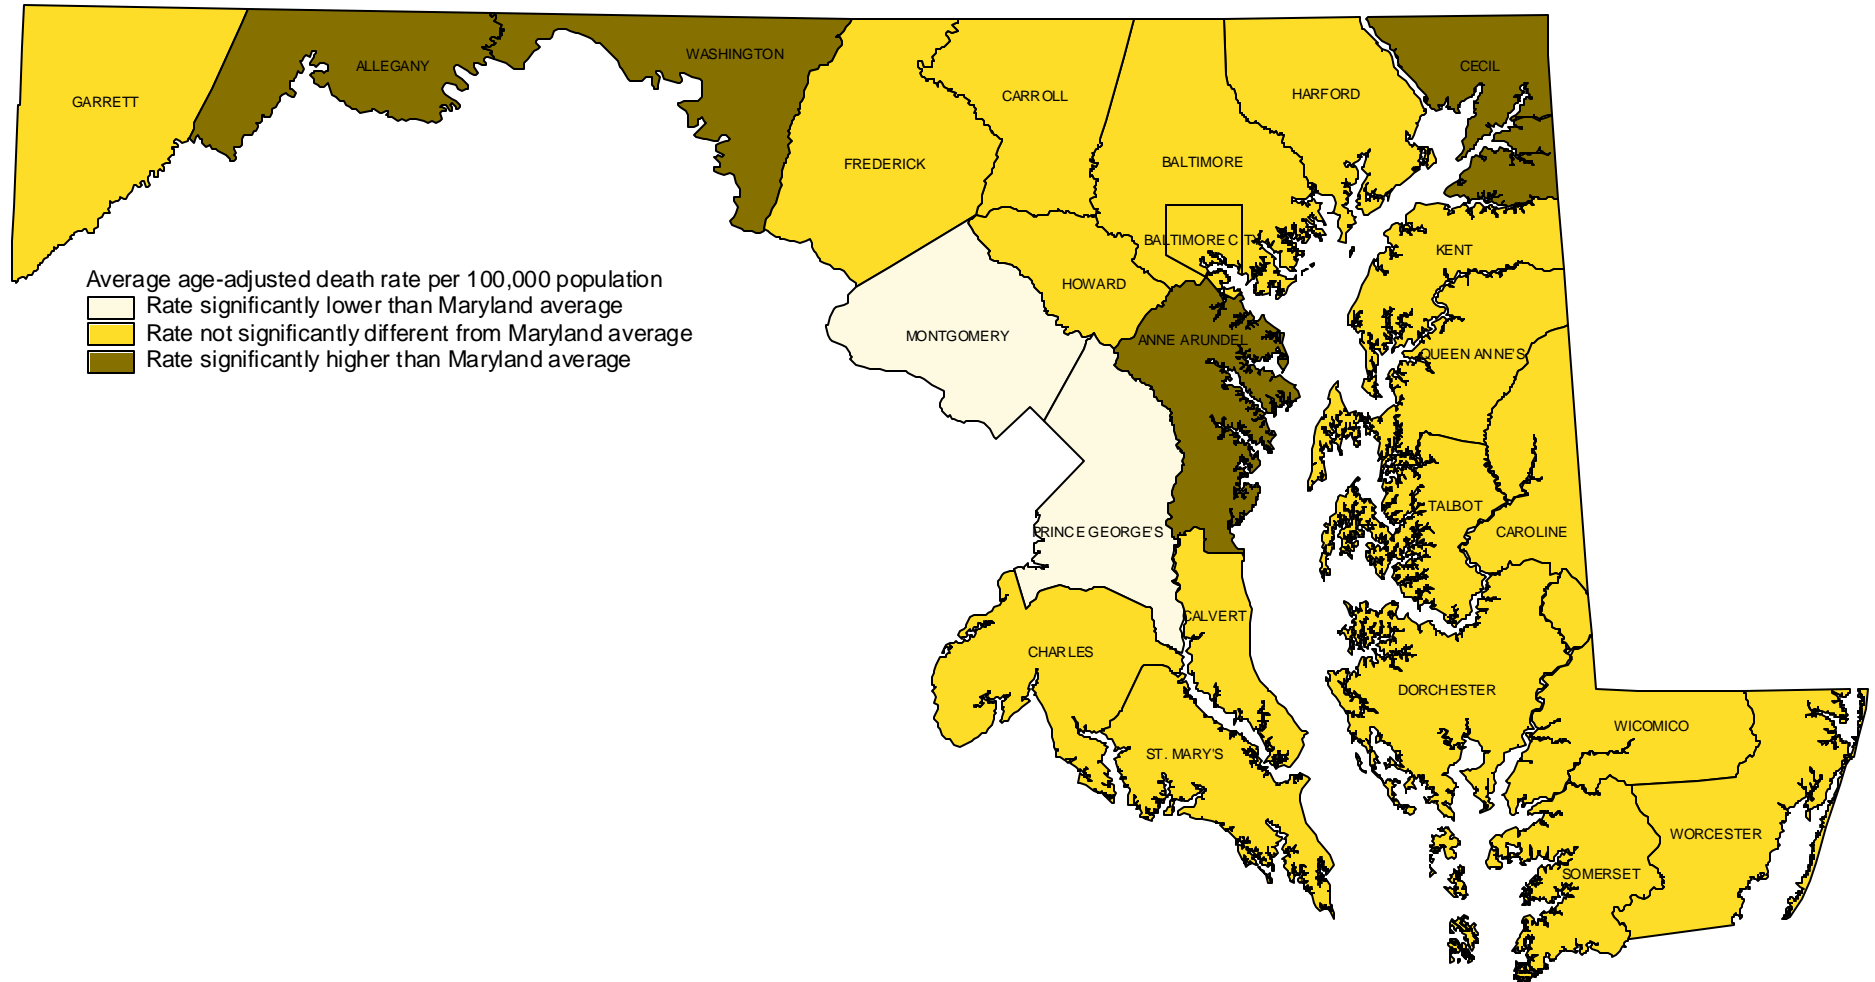 WASHINGTON
ALLEGANY
CECIL
GARRETT
CARROLL
HARFORD
FREDERICK
BALTIMORE
BALTIMORE CITY
KENT
Average age-adjusted death rate per 100,000 population
Rate significantly lower than Maryland average
Rate not significantly different from Maryland average
Rate significantly higher than Maryland average
HOWARD
MONTGOMERY
ANNE ARUNDEL
QUEEN ANNE'S
TALBOT
PRINCE GEORGE'S
CAROLINE
CALVERT
CHARLES
DORCHESTER
WICOMICO
ST. MARY'S
WORCESTER
SOMERSET